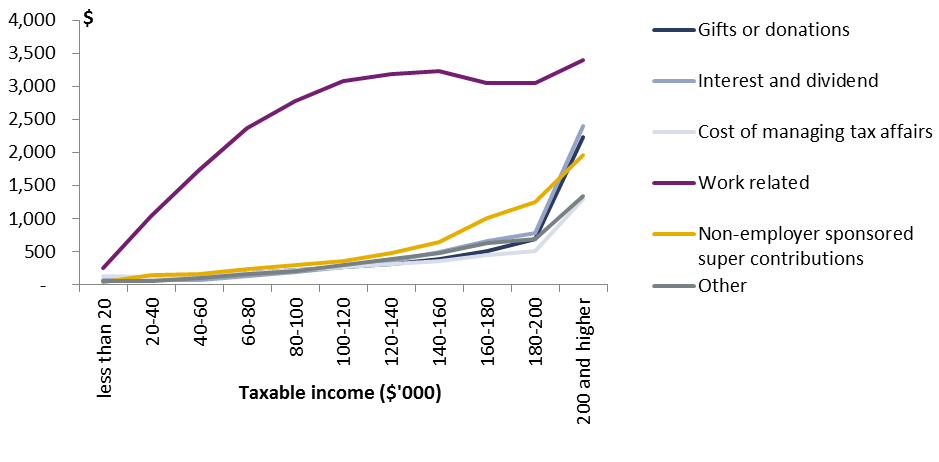 $
4,000
3,500
3,000
2,500
2,000
1,500
1,000
500
-
less than 20
20-40
40-60
60-80
80-100
100-120
120-140
140-160
160-180
180-200
200 and higher
Taxable income ($'000)
Gifts or donations
Interest and dividend
Cost of managing tax affairs
Work related
Non-employer sponsored
super contributions
Other